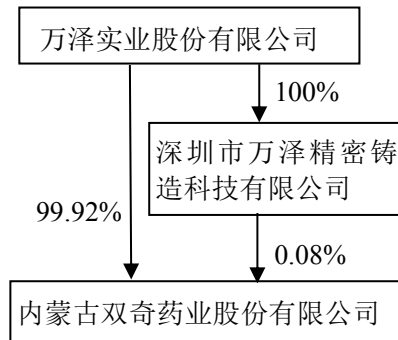 万泽实业股份有限公司
100%
深圳市万泽精密铸
造科技有限公司
99.92%
0.08%
内蒙古双奇药业股份有限公司